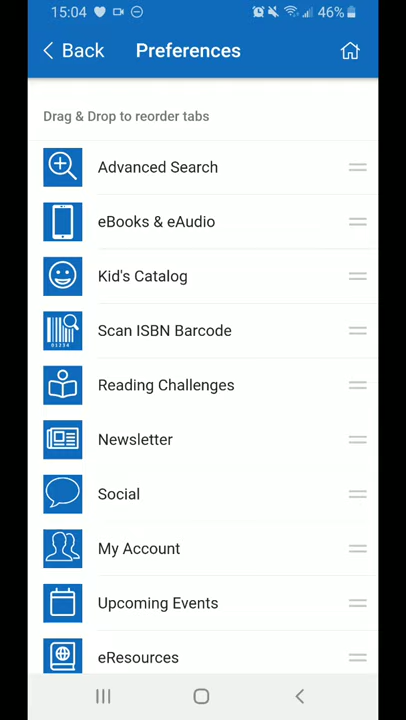 15:04 46%
Back Preferences
Drag & Drop to reorder tabs
Advanced Search
eBooks & eAudio
Kid's Catalog
Scan ISBN Barcode
01234
Reading Challenges
Newsletter
Social
My Account
Upcoming Events
eResources